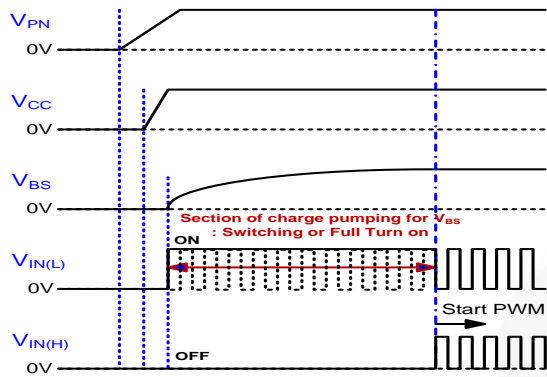 VPN
0V
VCC
0V
VBS
0V
Section of charge pumping for VBS
: Switching or Full Turn on
ON
VIN(L)
0V
Start PWM
VIN(H)
OFF
0V